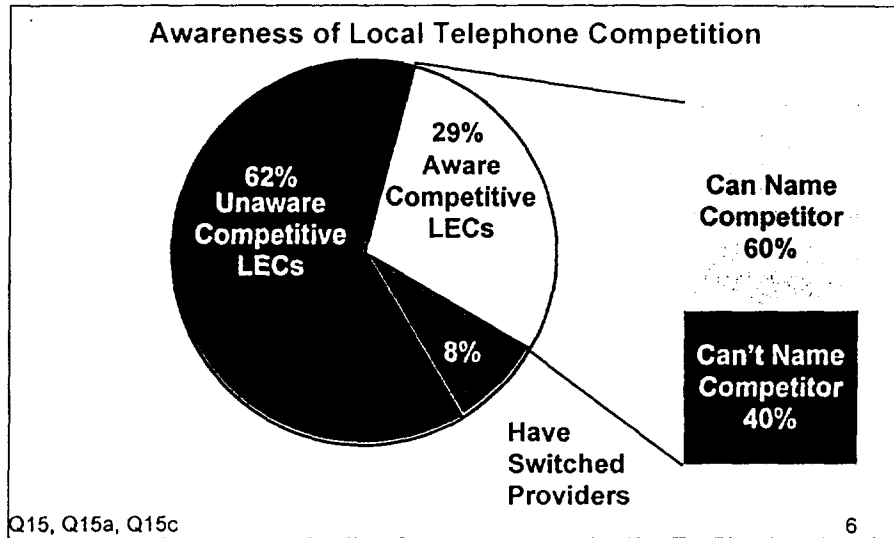 Awareness of Local Telephone Competition
62%
Unaware
Competitive
LECs
29%
Aware
Competitive
LECs
8%
Have
Switched
Providers
Can Name
Competitor
60%
Can't Name
Competitor
40%
Q15, Q15a, Q15c
6